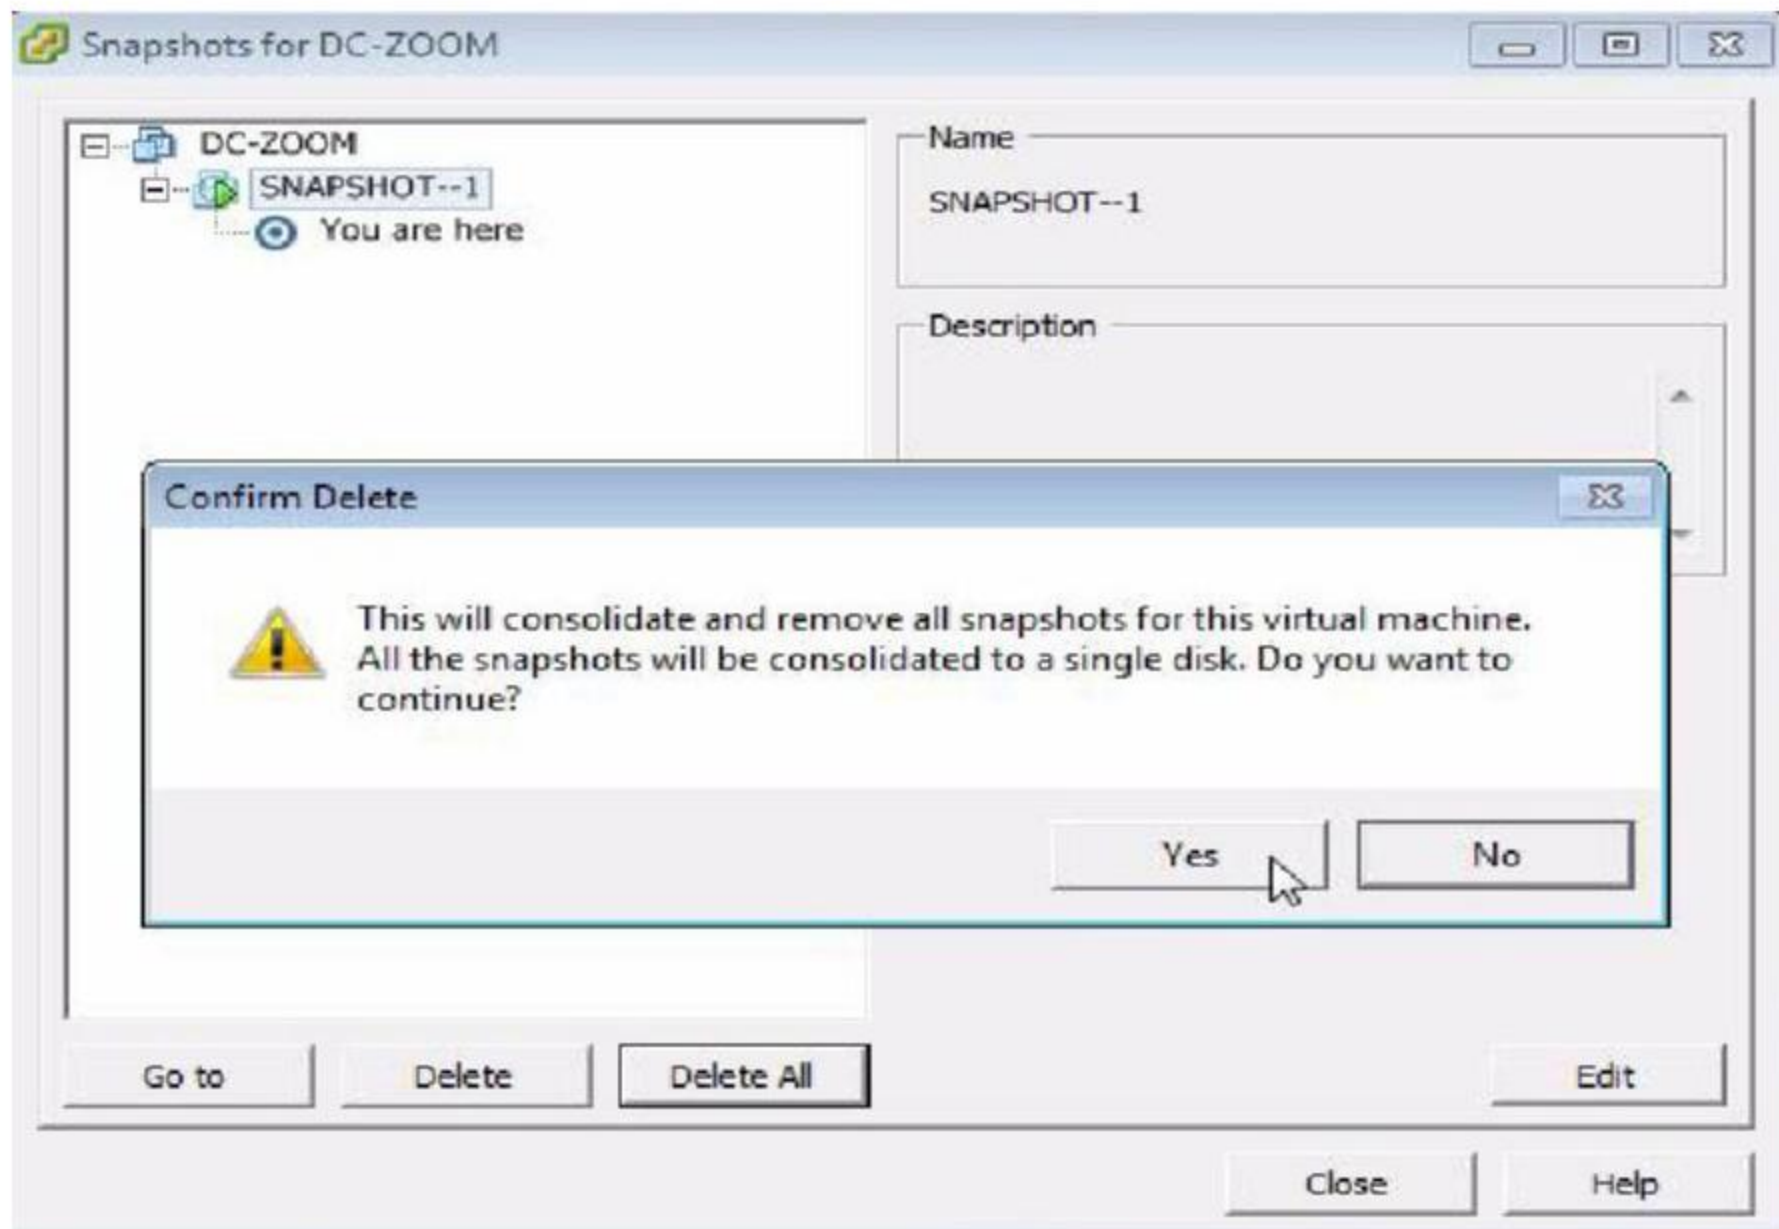 Snapshots for DC-ZOOM
DC-ZOOM
SNAPSHOT--1
You are here
Name
SNAPSHOT--1
Description
Confirm Delete
This will consolidate and remove all snapshots for this virtual machine.
All the snapshots will be consolidated to a single disk. Do you want to
continue?
Yes
No
Go to
Delete
Delete All
Edit
Close
Help